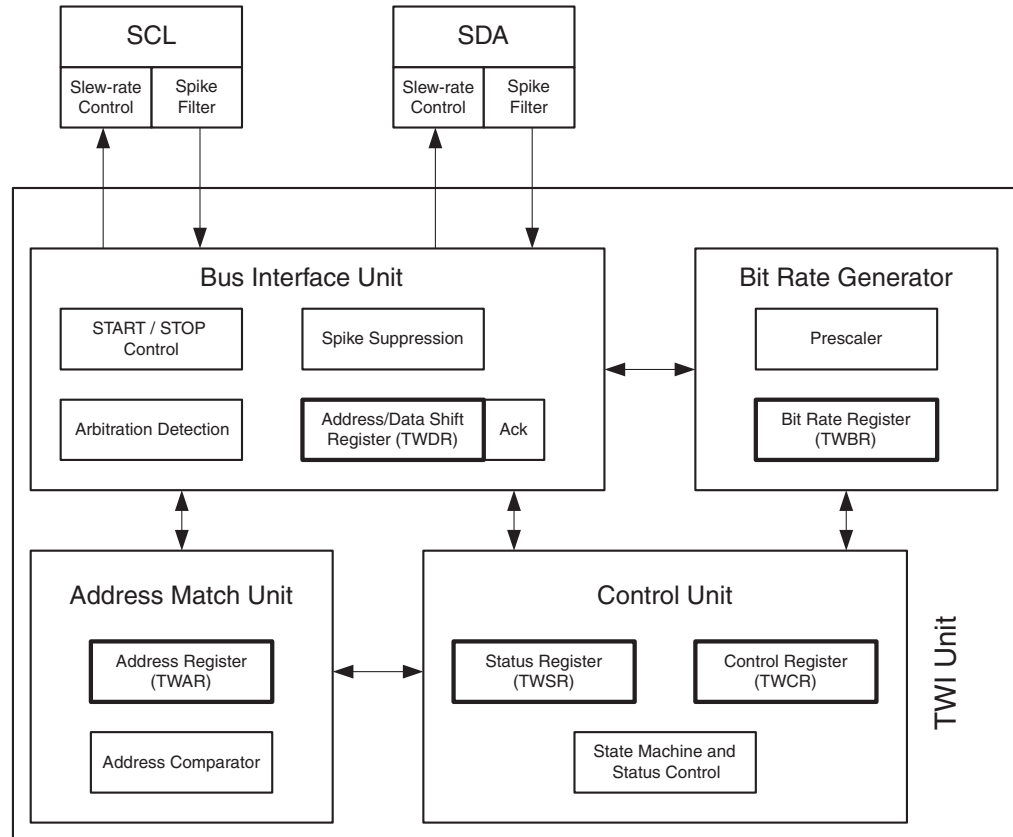 SCL
SDA
Slew-rate
Control
Spike
Filter
Slew-rate
Control
Spike
Filter
Bus Interface Unit
START / STOP
Control
Spike Suppression
Arbitration Detection
Address/Data Shift
Register (TWDR)
Ack
Bit Rate Generator
Prescaler
Bit Rate Register
(TWBR)
Address Match Unit
Address Register
(TWAR)
Address Comparator
Control Unit
Status Register
(TWSR)
Control Register
(TWCR)
State Machine and
Status Control
TWI Unit